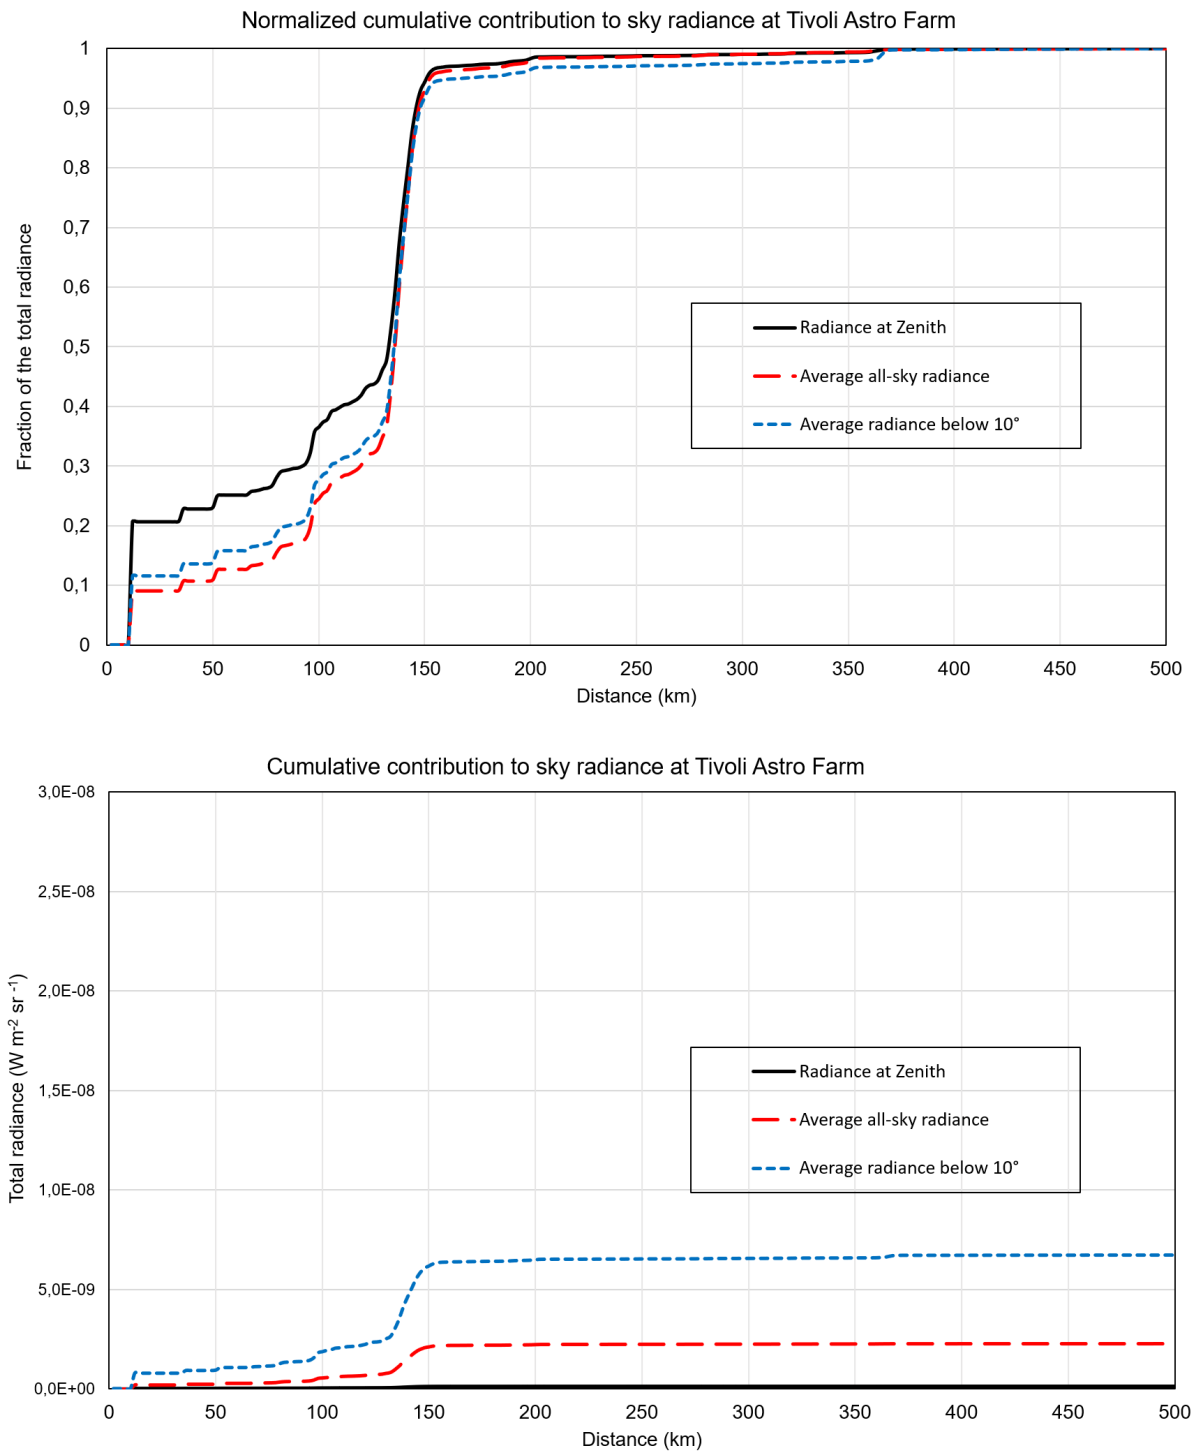 Normalized cumulative contribution to sky radiance at Tivoli Astro Farm
1
0,9
0,8
0,7
0,6
0,5
0,4
0,3
0,2
0,1
0
Fraction of the total radiance
Radiance at Zenith
Average all-sky radiance
Average radiance below 10°
0 50 100 150 200 250 300 350 400 450 500
Distance (km)
Cumulative contribution to sky radiance at Tivoli Astro Farm
3,0E-08
2,5E-08
2,0E-08
1,5E-08
1,0E-08
5,0E-09
0,0E+00
Total radiance (W m⁻² sr ⁻¹)
Radiance at Zenith
Average all-sky radiance
Average radiance below 10°
0 50 100 150 200 250 300 350 400 450 500
Distance (km)